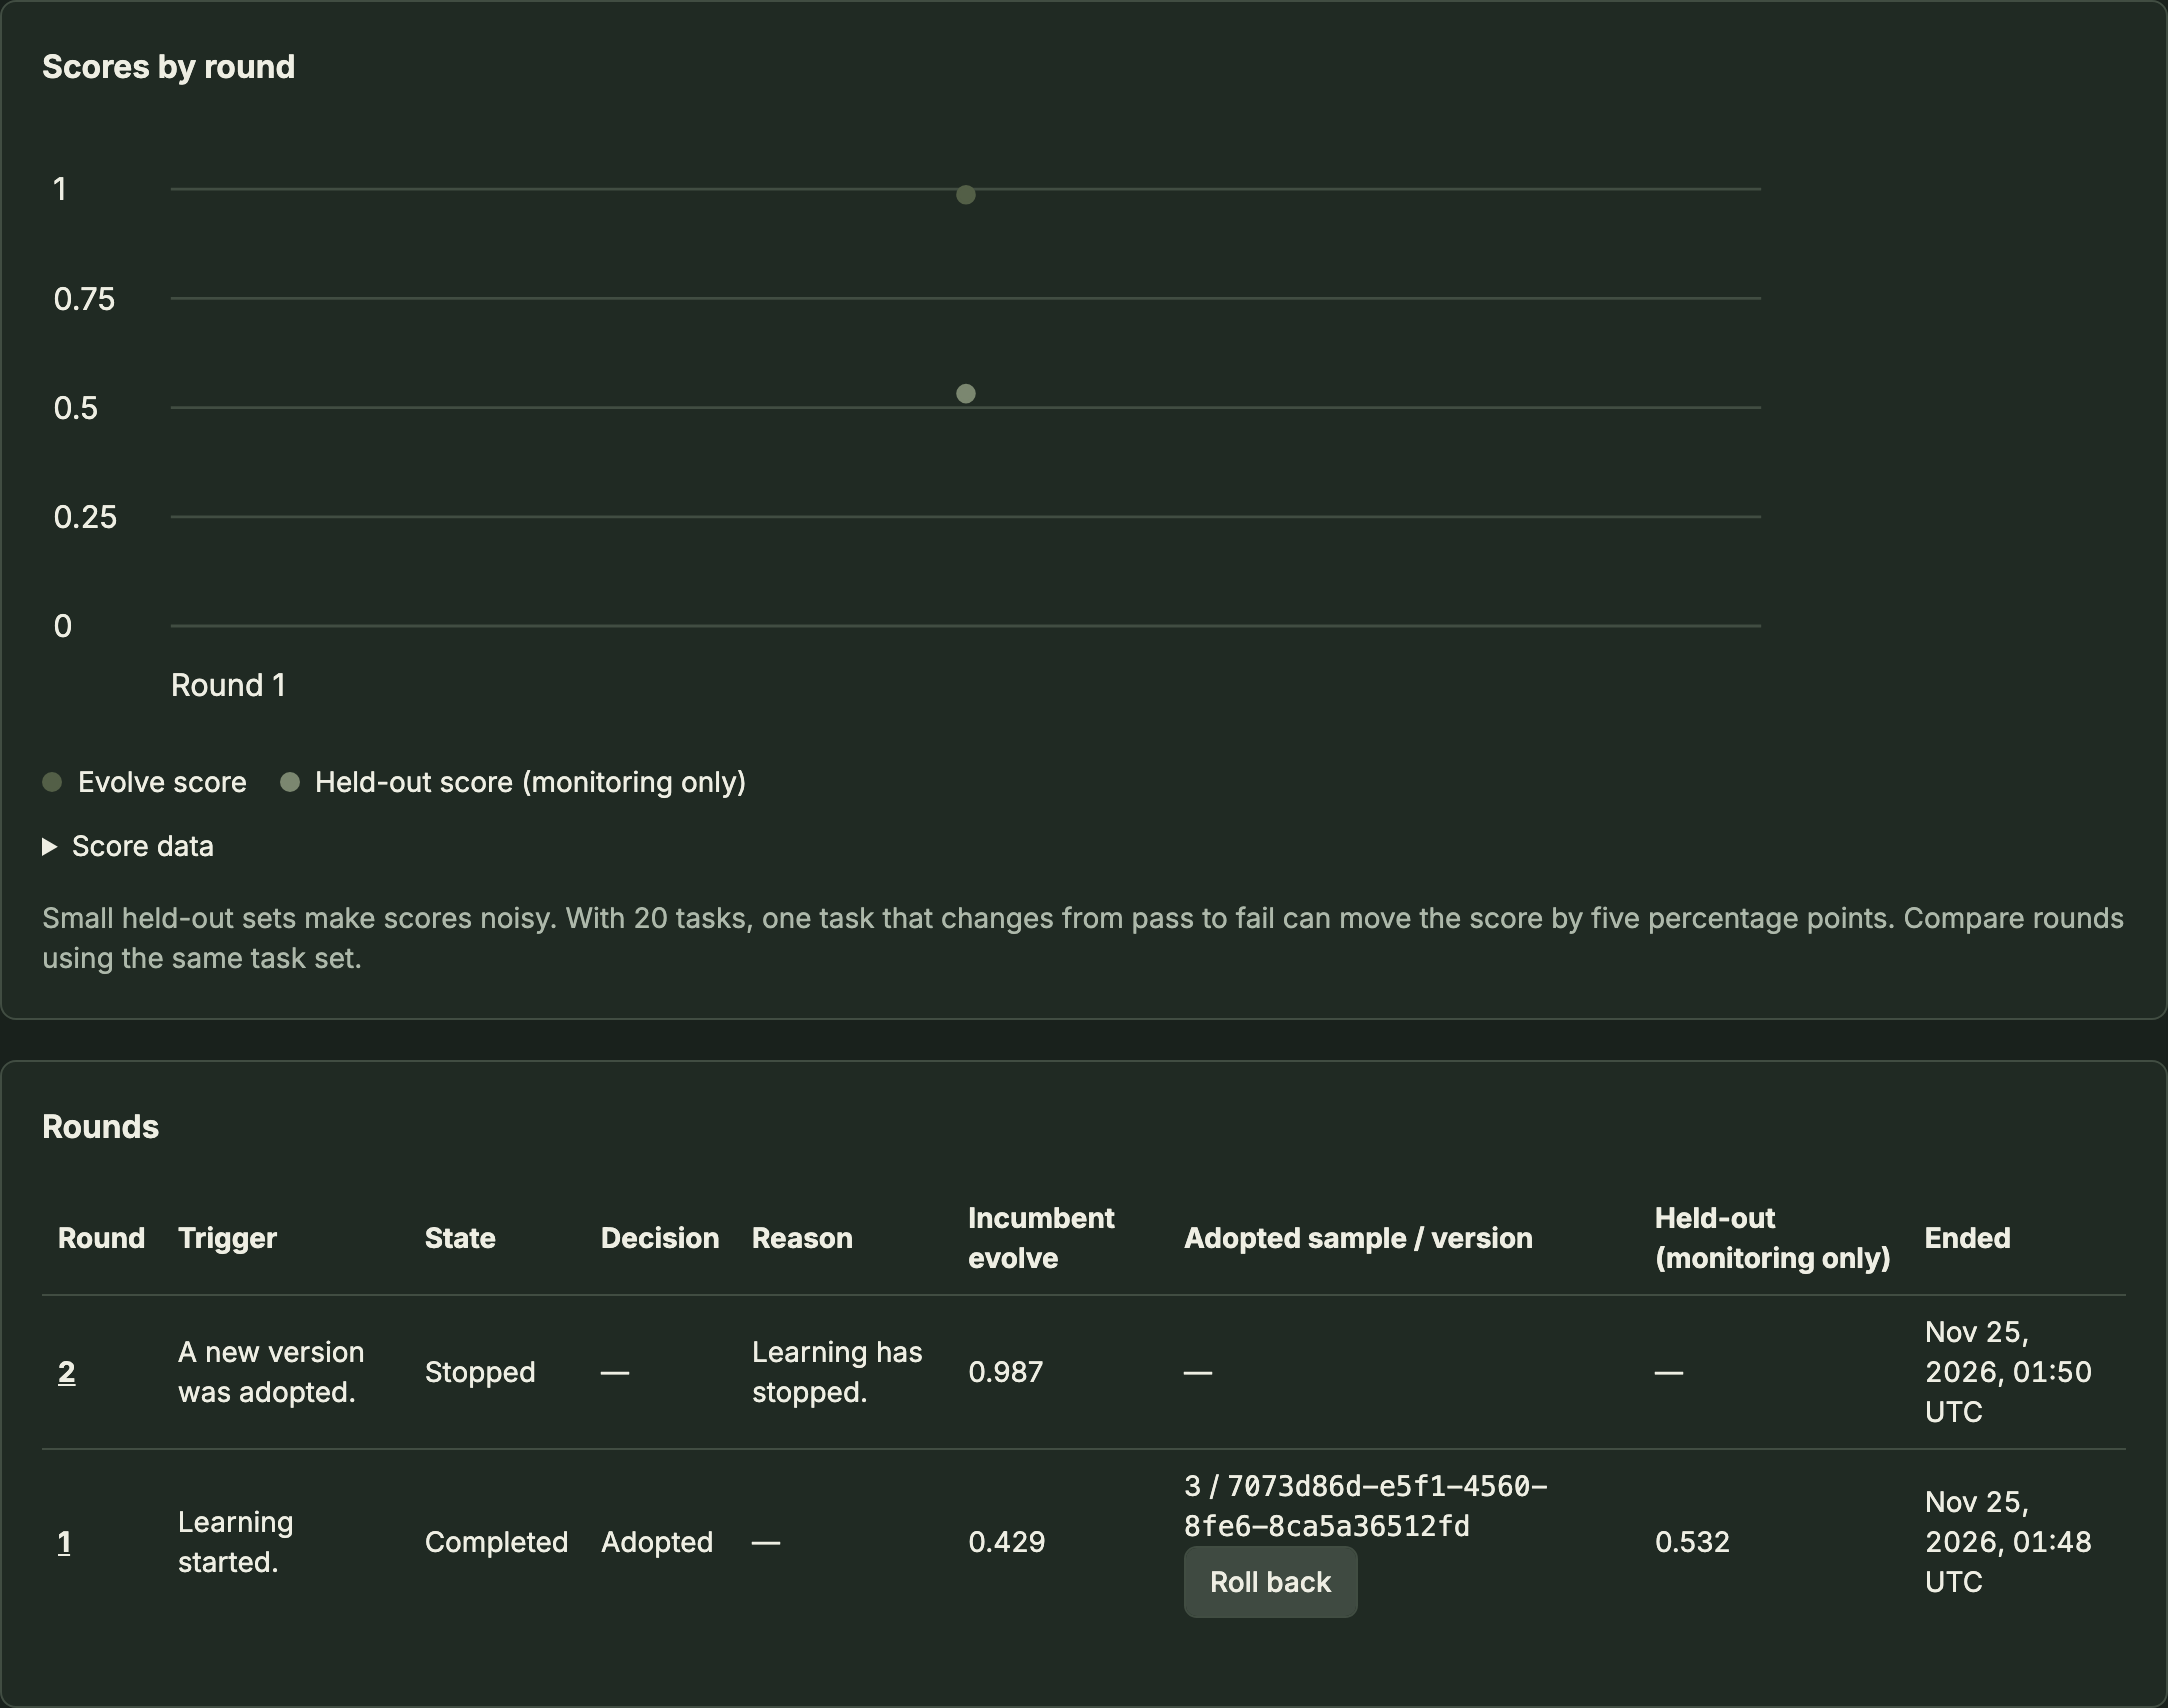 Scores by round
1
0.75
0.5
0.25
0
Round 1
Evolve score
Held-out score (monitoring only)
Score data
Small held-out sets make scores noisy. With 20 tasks, one task that changes from pass to fail can move the score by five percentage points. Compare rounds
using the same task set.
Rounds
Round
Trigger
State
Decision
Reason
Incumbent
evolve
Adopted sample / version
Held-out
(monitoring only)
Ended
2
A new version
was adopted.
Stopped
—
Learning has
stopped.
0.987
—
—
Nov 25,
2026, 01:50
UTC
1
Learning
started.
Completed
Adopted
—
0.429
3 / 7073d86d-e5f1-4560-
8fe6-8ca5a36512fd
Roll back
0.532
Nov 25,
2026, 01:48
UTC